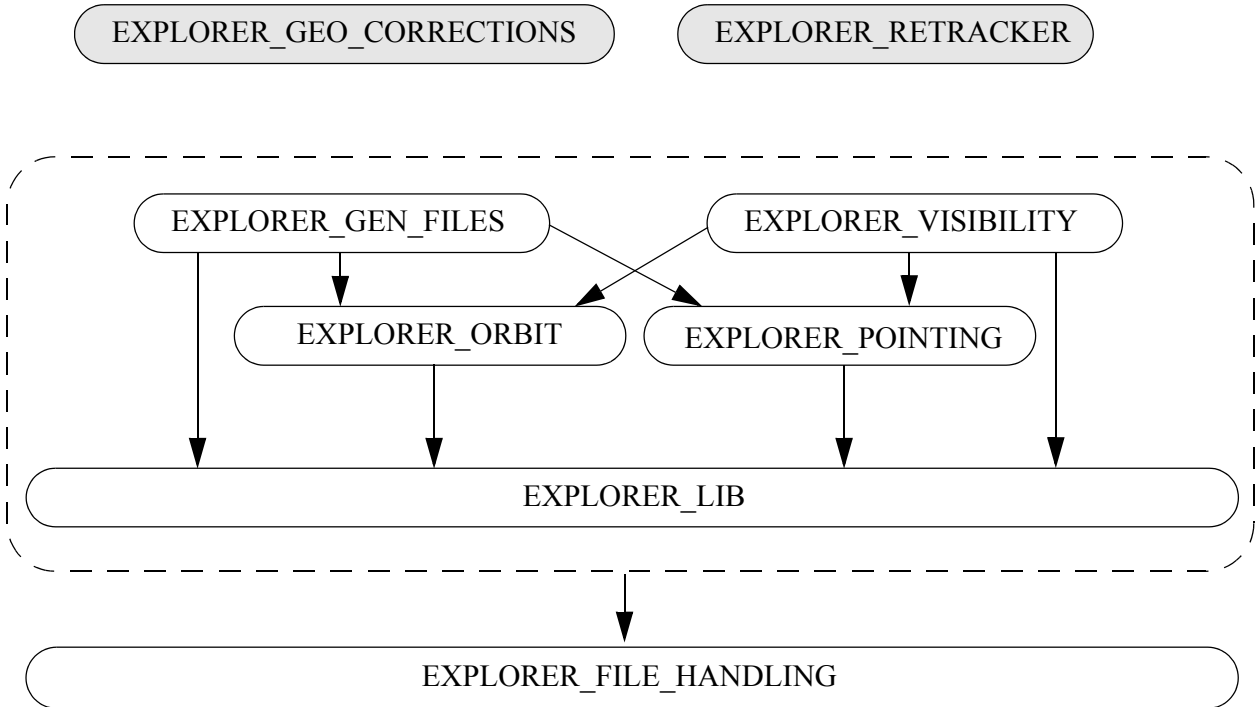 EXPLORER_GEO_CORRECTIONS
EXPLORER_RETRACKER
EXPLORER_GEN_FILES
EXPLORER_VISIBILITY
EXPLORER_ORBIT
EXPLORER_POINTING
EXPLORER_LIB
EXPLORER_FILE_HANDLING